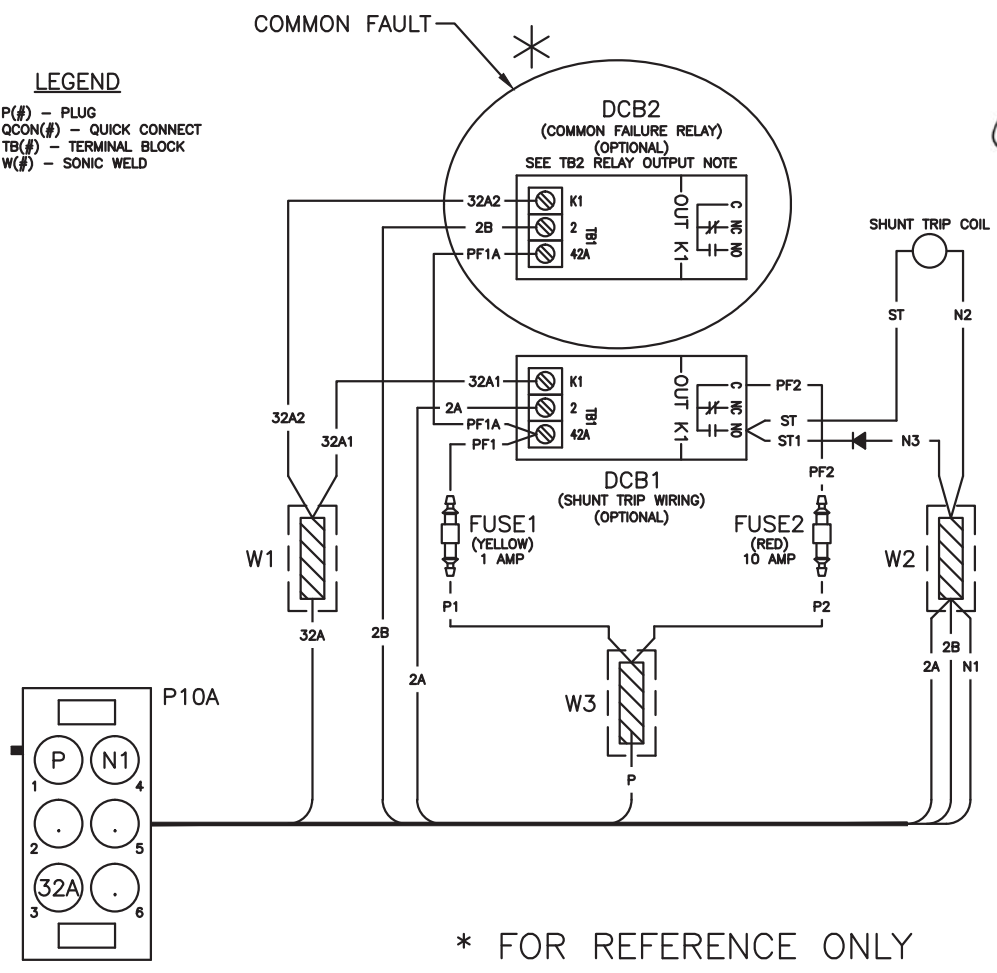 COMMON FAULT
*
LEGEND
P(#) – PLUG
QCON(#) – QUICK CONNECT
TB(#) – TERMINAL BLOCK
W(#) – SONIC WELD
DCB2
(COMMON FAILURE RELAY)
(OPTIONAL)
SEE TB2 RELAY OUTPUT NOTE
32A2
K1
2B
2
PF1A
42A
TB1
OUT K1
C
NC
NO
SHUNT TRIP COIL
ST
N2
32A1
K1
2A
2
PF1A
PF1
42A
TB1
OUT K1
C
NC
NO
PF2
ST
ST1
N3
32A2
32A1
PF2
DCB1
(SHUNT TRIP WIRING)
(OPTIONAL)
FUSE1
(YELLOW)
1 AMP
FUSE2
(RED)
10 AMP
W1
W2
P1
P2
32A
2B
2A
2A
2B
N1
W3
P
P10A
P
N1
1
4
.
.
2
5
32A
.
3
6
* FOR REFERENCE ONLY